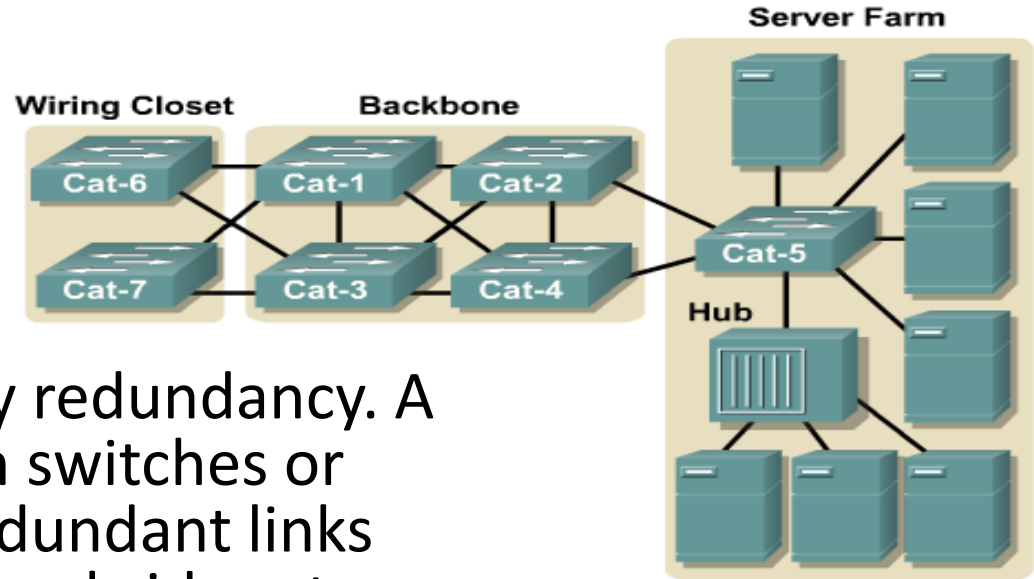 Server Farm
Wiring Closet
Backbone
Cat-6
Cat-1
Cat-2
Cat-5
Cat-7
Cat-3
Cat-4
Hub
redundancy. A
switches or
links